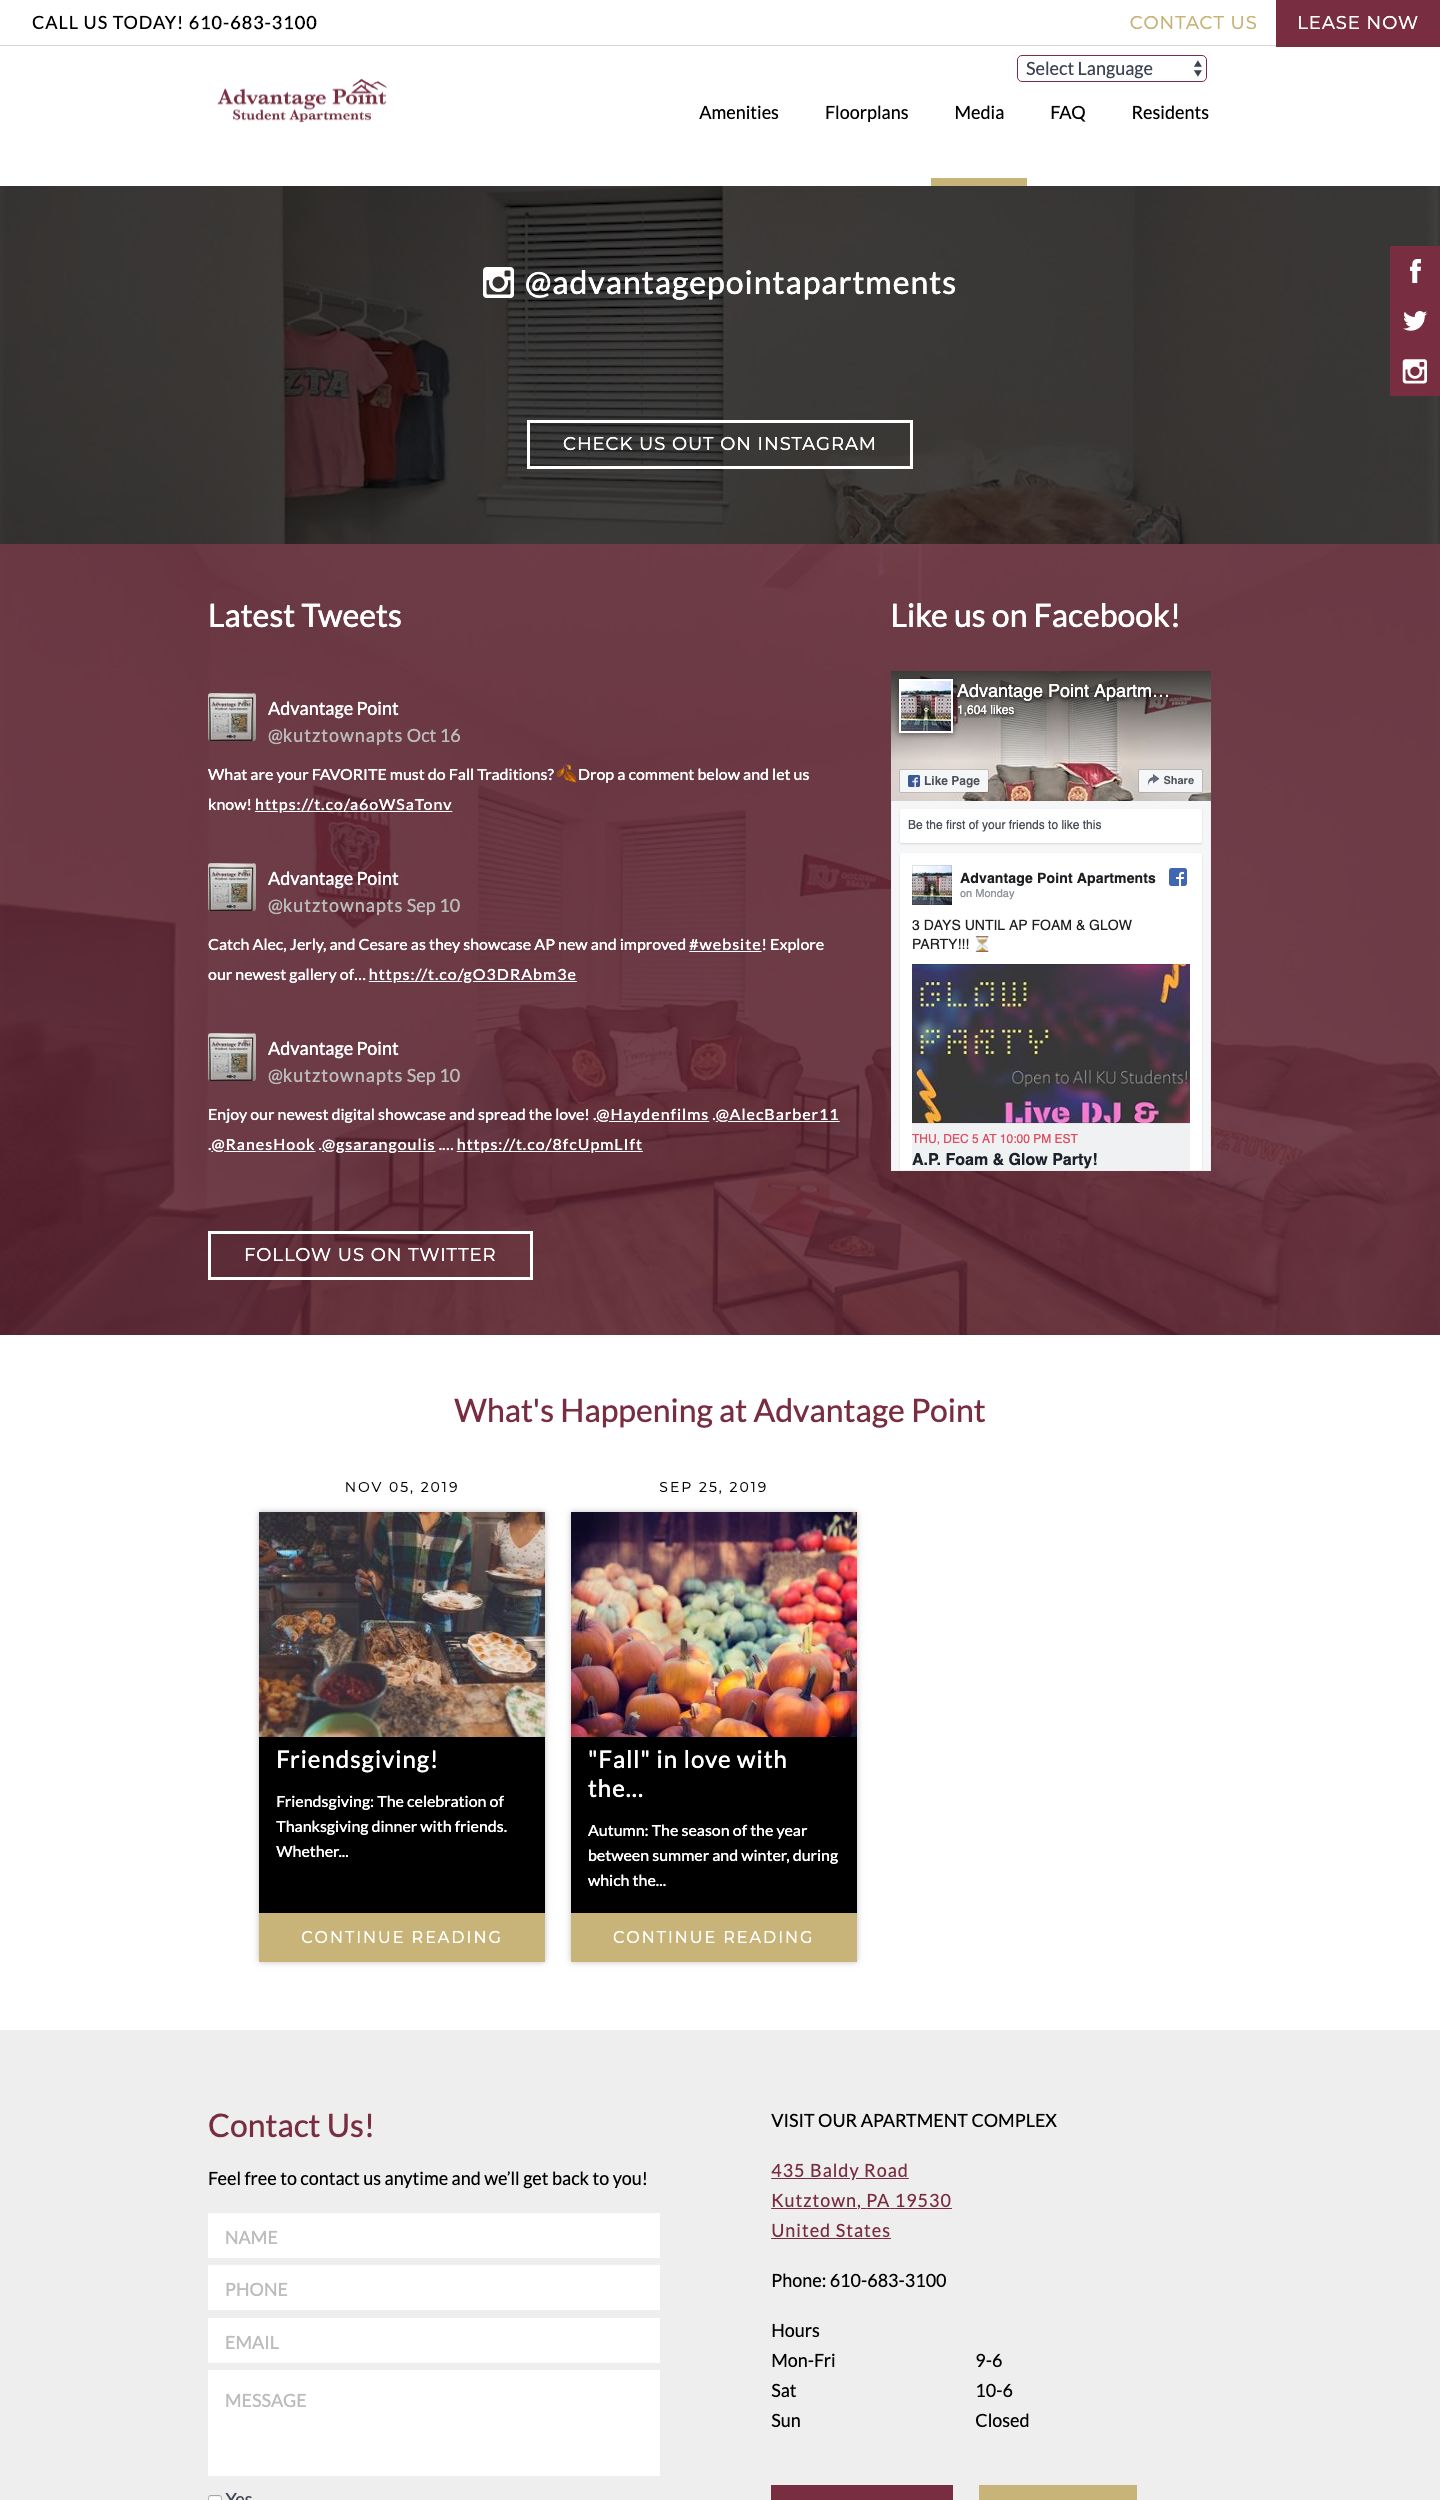 CALL US TODAY! 610-683-3100
CONTACT US
LEASE NOW
Select Language
Advantage Point
Student Apartments
Amenities
Floorplans
Media
FAQ
Residents
@advantagepointapartments
CHECK US OUT ON INSTAGRAM
Latest Tweets
Advantage Point
@kutztownapts Oct 16
What are your FAVORITE must do Fall Traditions? 🍂Drop a comment below and let us
know! https://t.co/a6oWSaTonv
Advantage Point
@kutztownapts Sep 10
Catch Alec, Jerly, and Cesare as they showcase AP new and improved #website! Explore
our newest gallery of… https://t.co/gO3DRAbm3e
Advantage Point
@kutztownapts Sep 10
Enjoy our newest digital showcase and spread the love! .@Haydenfilms .@AlecBarber11
.@RanesHook .@gsarangoulis .… https://t.co/8fcUpmLIft
FOLLOW US ON TWITTER
Like us on Facebook!
Advantage Point Apartm…
1,604 likes
Like Page
Share
Be the first of your friends to like this
Advantage Point Apartments
on Monday
3 DAYS UNTIL AP FOAM & GLOW
PARTY!!! ⏳
GLOW
PARTY
Open to All KU Students!
Live DJ &
THU, DEC 5 AT 10:00 PM EST
A.P. Foam & Glow Party!
What's Happening at Advantage Point
NOV 05, 2019
Friendsgiving!
Friendsgiving: The celebration of
Thanksgiving dinner with friends.
Whether...
CONTINUE READING
SEP 25, 2019
"Fall" in love with
the...
Autumn: The season of the year
between summer and winter, during
which the...
CONTINUE READING
Contact Us!
Feel free to contact us anytime and we’ll get back to you!
NAME
PHONE
EMAIL
MESSAGE
Yes
VISIT OUR APARTMENT COMPLEX
435 Baldy Road
Kutztown, PA 19530
United States
Phone: 610-683-3100
Hours
Mon-Fri 9-6
Sat 10-6
Sun Closed